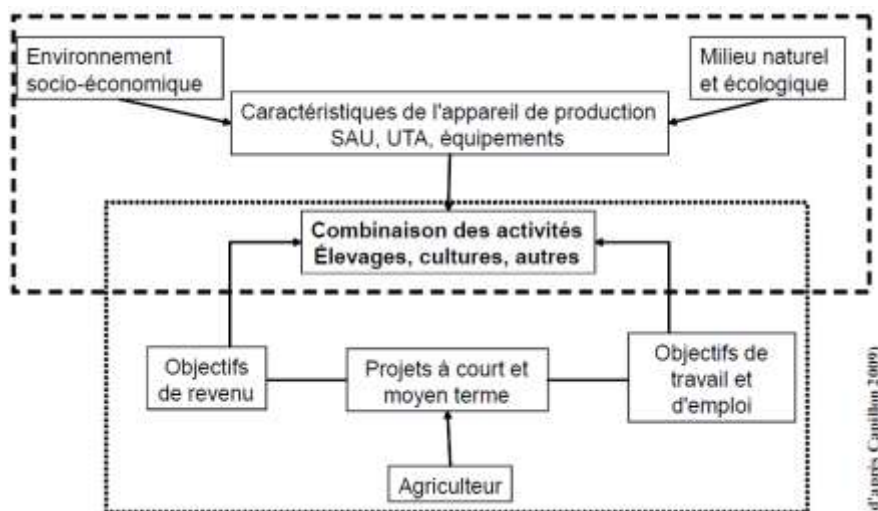 Environnement
socio-économique
Milieu naturel
et écologique
Caractéristiques de l'appareil de production
SAU, UTA, équipements
Combinaison des activités
Élevages, cultures, autres
Objectifs
de revenu
Projets à court et
moyen terme
Objectifs de
travail et
d'emploi
Agriculteur
d'après Capillon 2009)